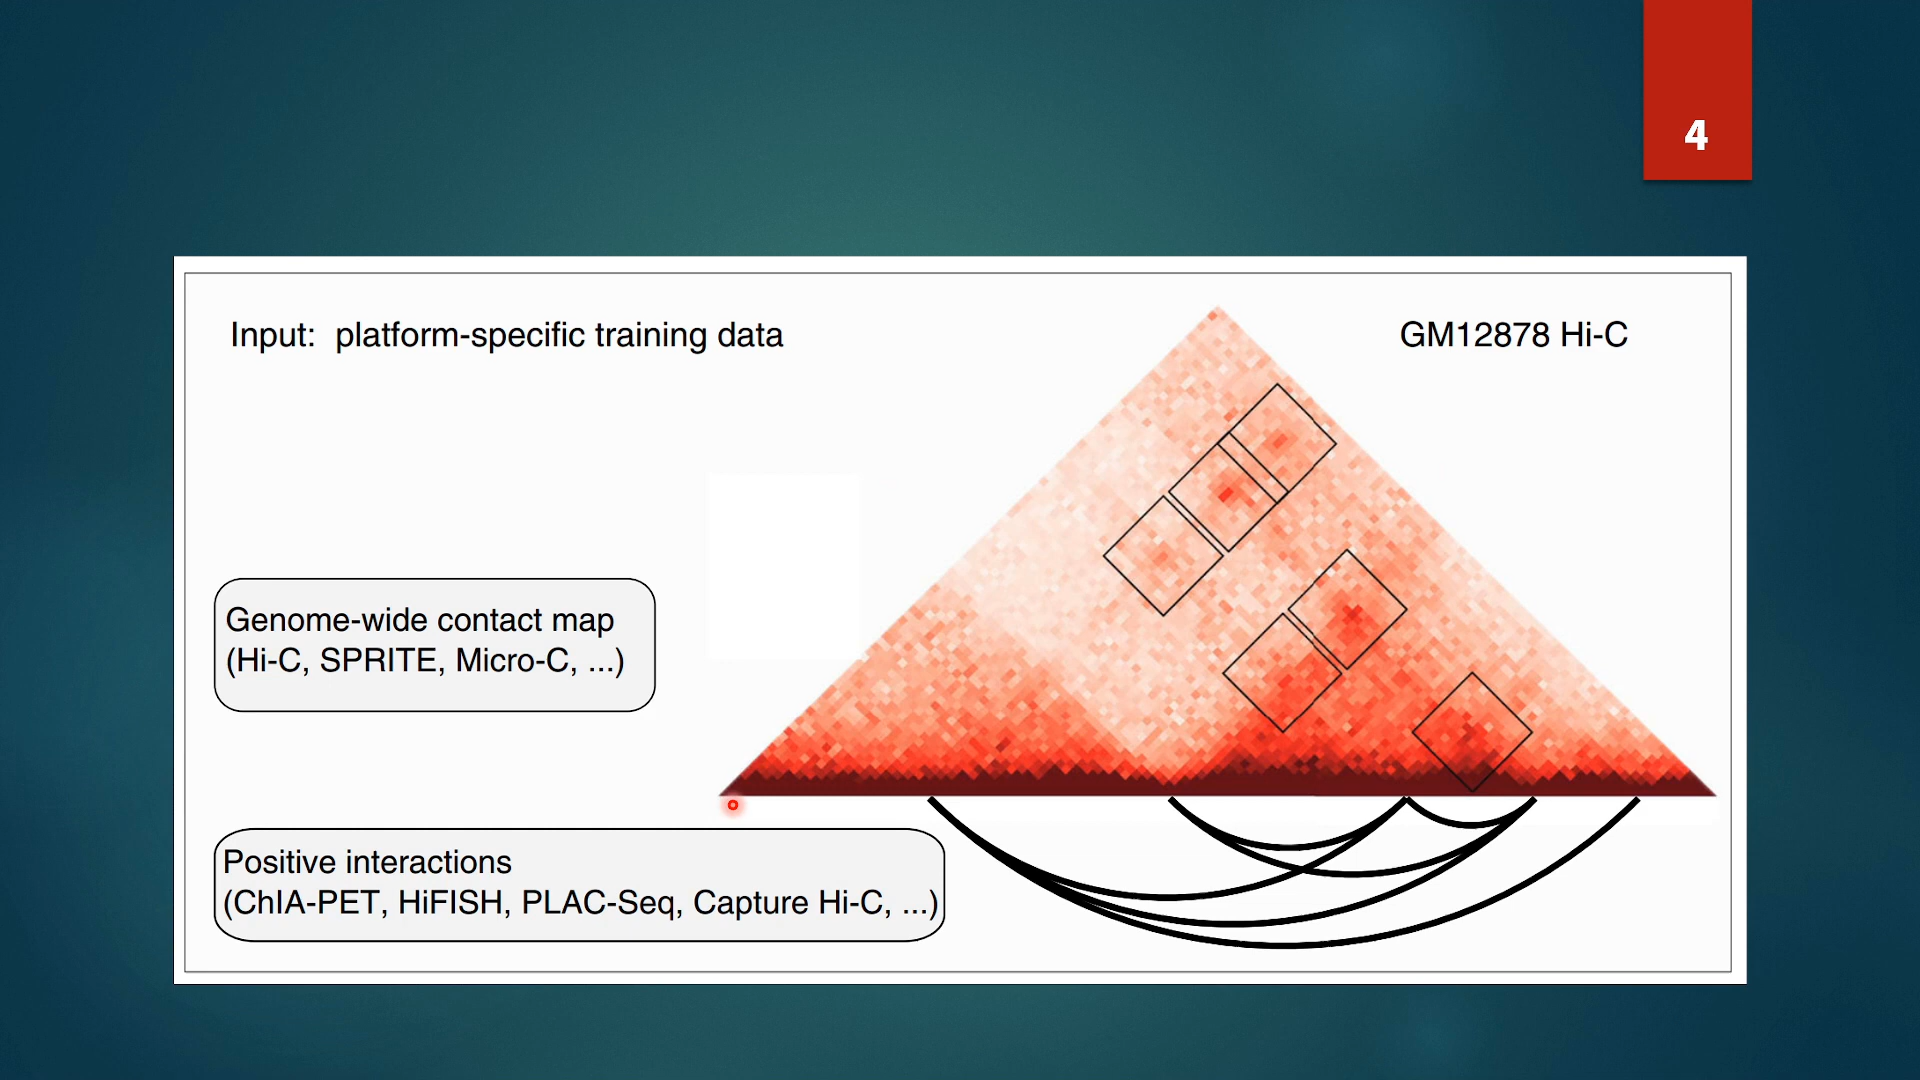 4
Input: platform-specific training data
GM12878 Hi-C
Genome-wide contact map
(Hi-C, SPRITE, Micro-C, ...)
Positive interactions
(ChIA-PET, HiFISH, PLAC-Seq, Capture Hi-C, ...)